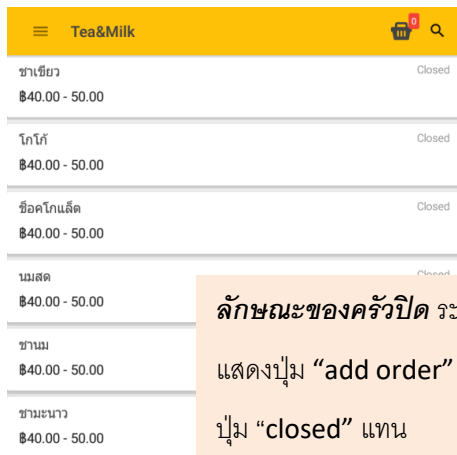 Tea&Milk
0
ชาเขียว
Closed
฿40.00 - 50.00
โกโก้
Closed
฿40.00 - 50.00
ช็อคโกแล็ต
Closed
฿40.00 - 50.00
นมสด
Closed
฿40.00 - 50.00
ชานม
฿40.00 - 50.00
ชามะนาว
฿40.00 - 50.00
ลักษณะของครัวปิด ระ
แสดงปุ่ม “add order”
ปุ่ม “closed” แทน